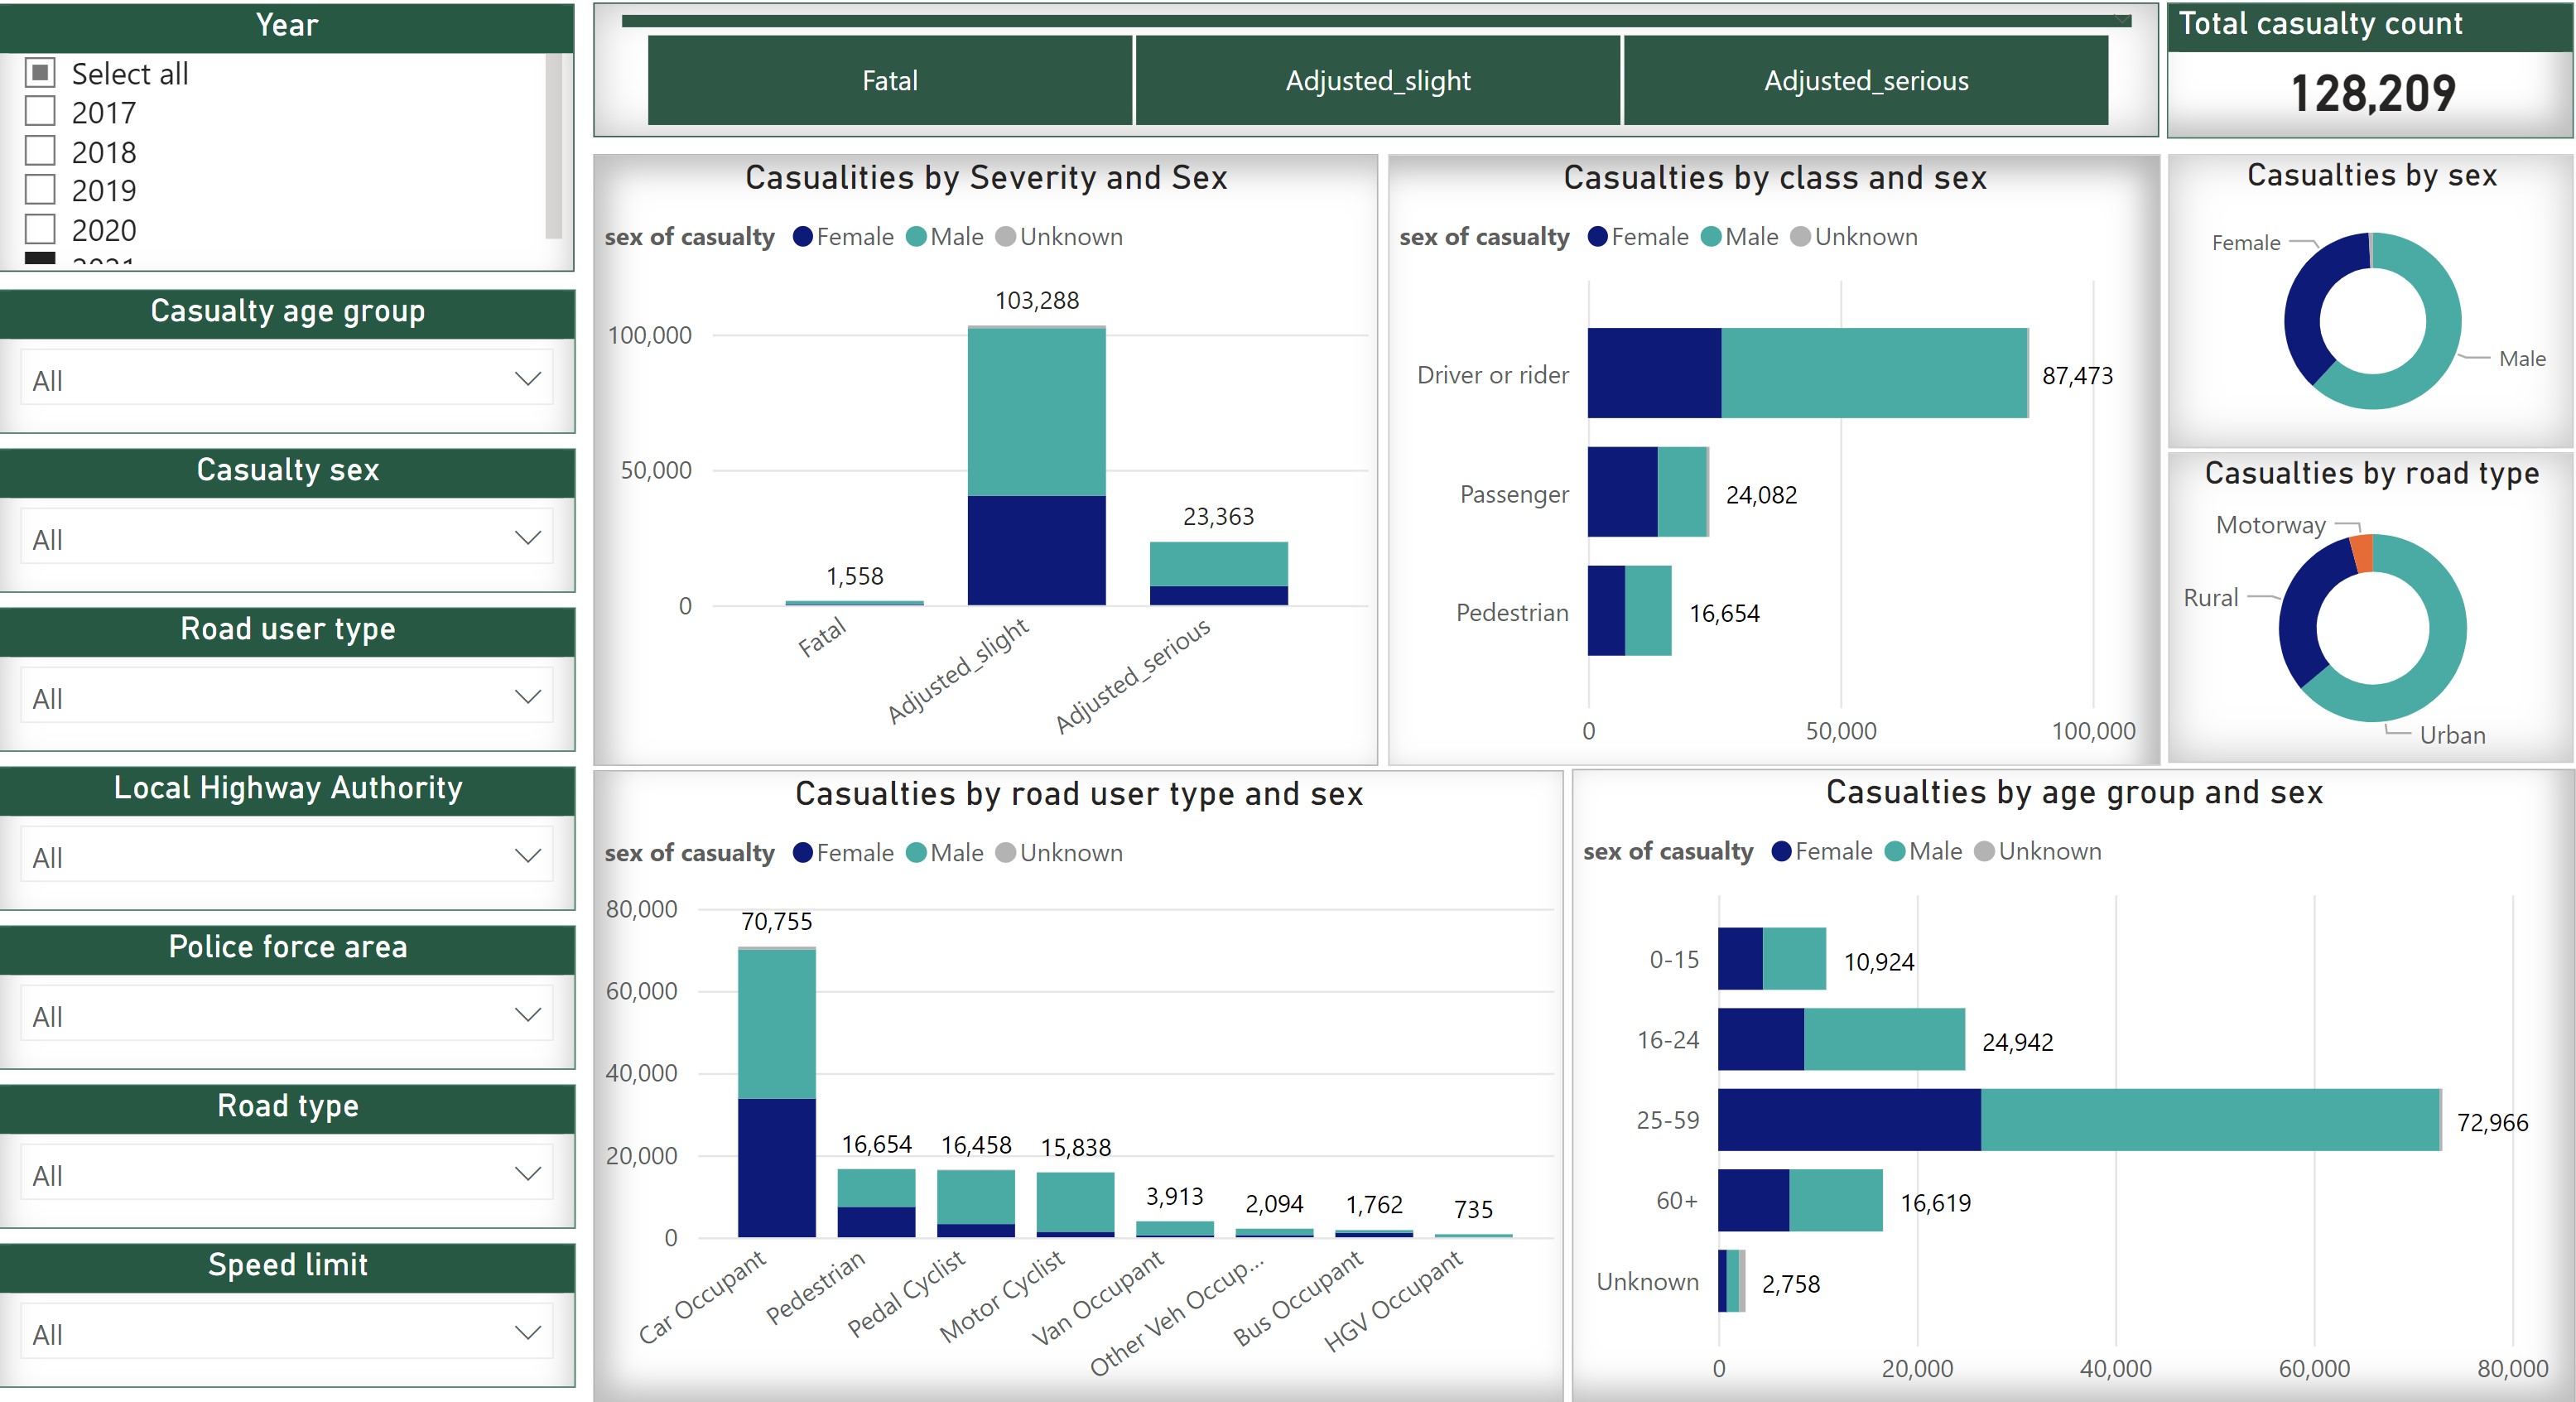 Year
Select all
2017
2018
2019
2020
2021
Casualty age group
All
Casualty sex
All
Road user type
All
Local Highway Authority
All
Police force area
All
Road type
All
Speed limit
All
Fatal
Adjusted_slight
Adjusted_serious
Total casualty count
128,209
Casualities by Severity and Sex
sex of casualty Female Male Unknown
103,288
100,000
50,000
23,363
1,558
0
Fatal
Adjusted_slight
Adjusted_serious
Casualties by class and sex
sex of casualty Female Male Unknown
Driver or rider 87,473
Passenger 24,082
Pedestrian 16,654
0 50,000 100,000
Casualties by sex
Female
Male
Casualties by road type
Motorway
Rural
Urban
Casualties by road user type and sex
sex of casualty Female Male Unknown
80,000
70,755
60,000
40,000
16,654 16,458 15,838
20,000
3,913 2,094 1,762 735
0
Car Occupant
Pedestrian
Pedal Cyclist
Motor Cyclist
Van Occupant
Other Veh Occup...
Bus Occupant
HGV Occupant
Casualties by age group and sex
sex of casualty Female Male Unknown
0-15 10,924
16-24 24,942
25-59 72,966
60+ 16,619
Unknown 2,758
0 20,000 40,000 60,000 80,000